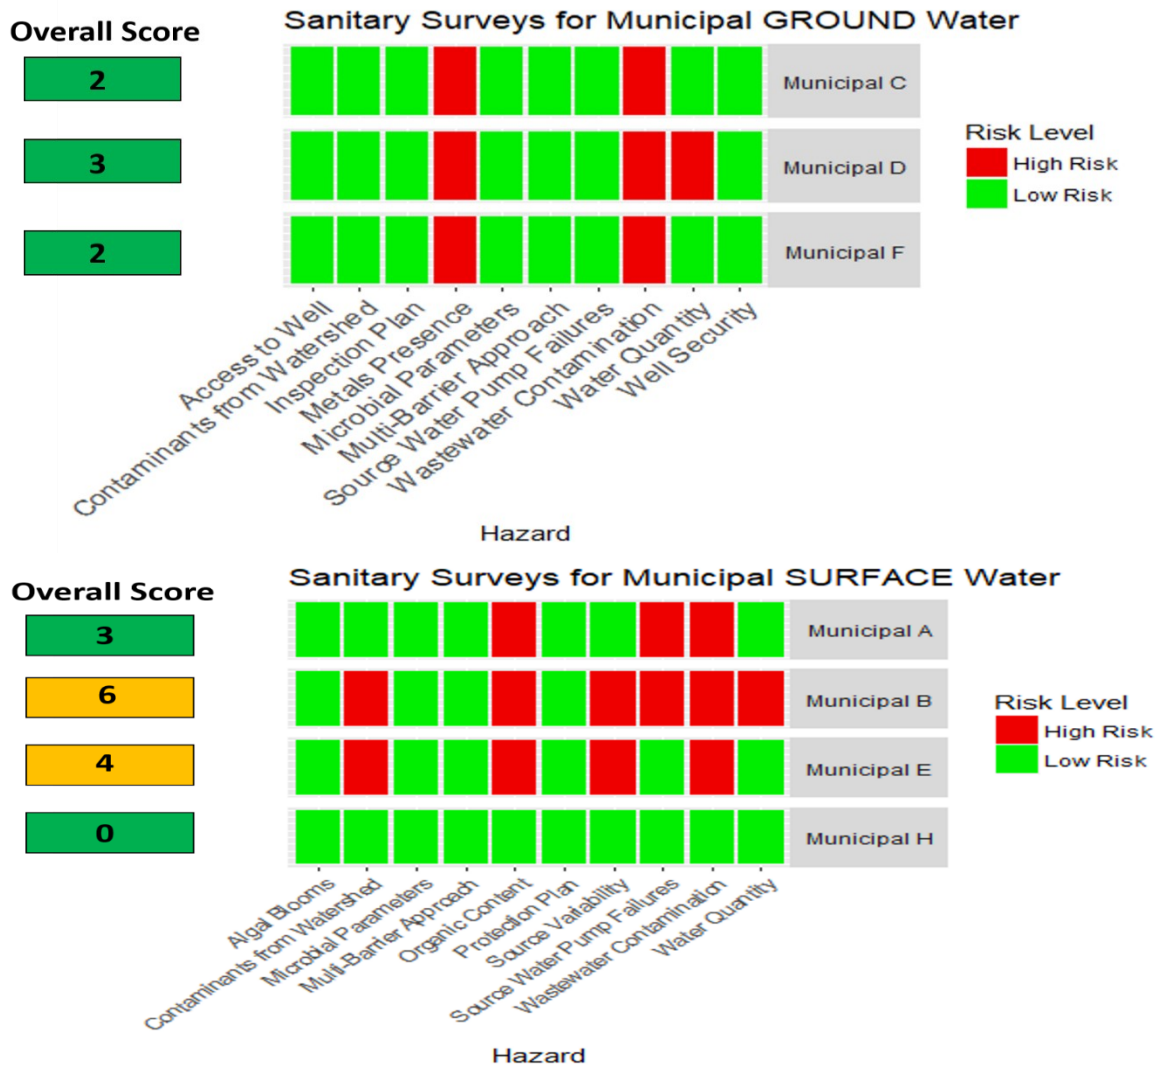 Sanitary Surveys for Municipal GROUND Water
Overall Score
2
Municipal C
3
Municipal D
2
Municipal F
Risk Level
High Risk
Low Risk
Access to Well
Contaminants from Watershed
Inspection Plan
Metals Presence
Microbial Parameters
Multi-Barrier Approach
Source Water Pump Failures
Wastewater Contamination
Water Quantity
Well Security
Hazard
Sanitary Surveys for Municipal SURFACE Water
Overall Score
3
Municipal A
6
Municipal B
4
Municipal E
0
Municipal H
Risk Level
High Risk
Low Risk
Algal Blooms
Contaminants from Watershed
Microbial Parameters
Multi-Barrier Approach
Organic Content
Protection Plan
Source Variability
Source Water Pump Failures
Wastewater Contamination
Water Quantity
Hazard